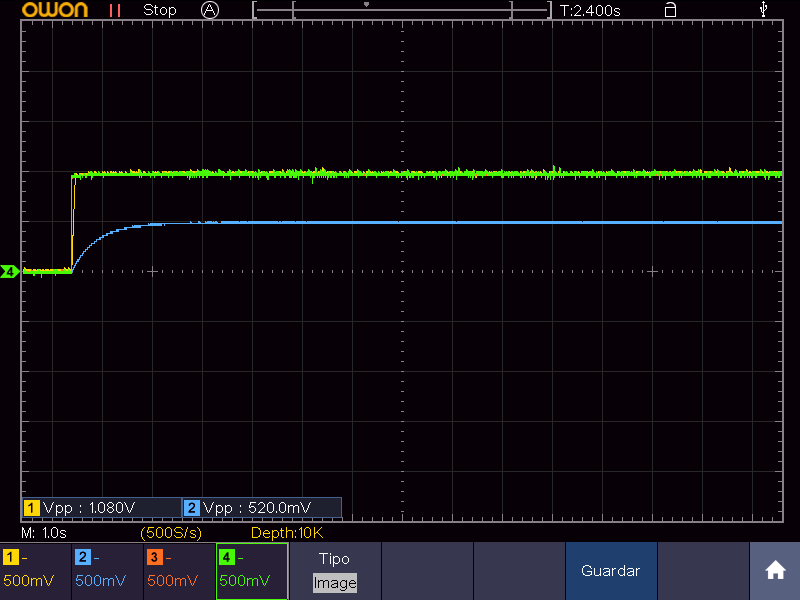 OWON Stop A T:2.400s
4
1 Vpp : 1.080V 2 Vpp : 520.0mV
M: 1.0s (500S/s) Depth:10K
1 - 2 - 3 - 4 - Tipo
500mV 500mV 500mV 500mV Image Guardar